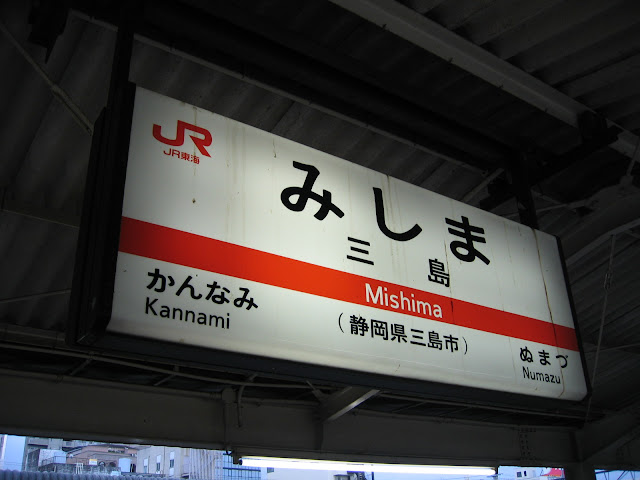 JR
JR東海
みしま
三島
Mishima
(静岡県三島市)
かんなみ
Kannami
ぬまづ
Numazu